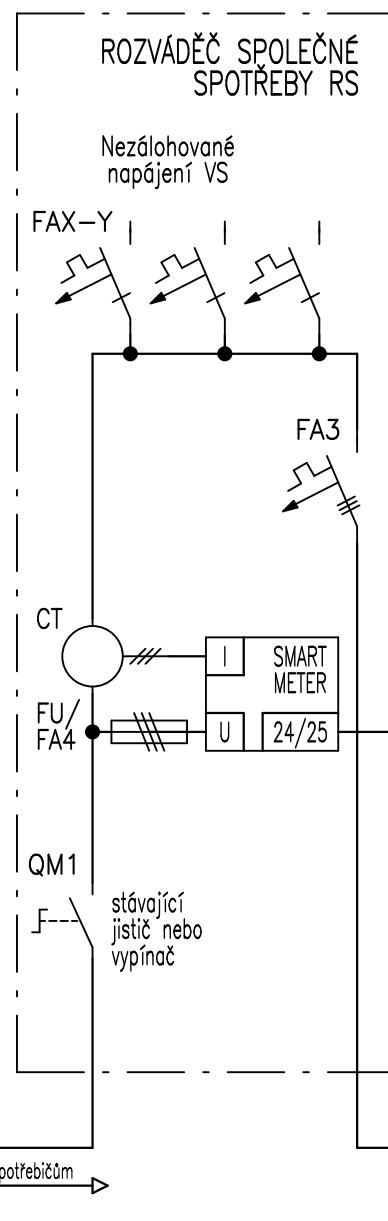 ROZVÁDĚČ SPOLEČNÉ
SPOTŘEBY RS
Nezálohované
napájení VS
FAX-Y
FA3
CT
I
SMART
METER
FU/
FA4
U
24/25
QM1
stávající
jistič nebo
vypínač
potřebičům